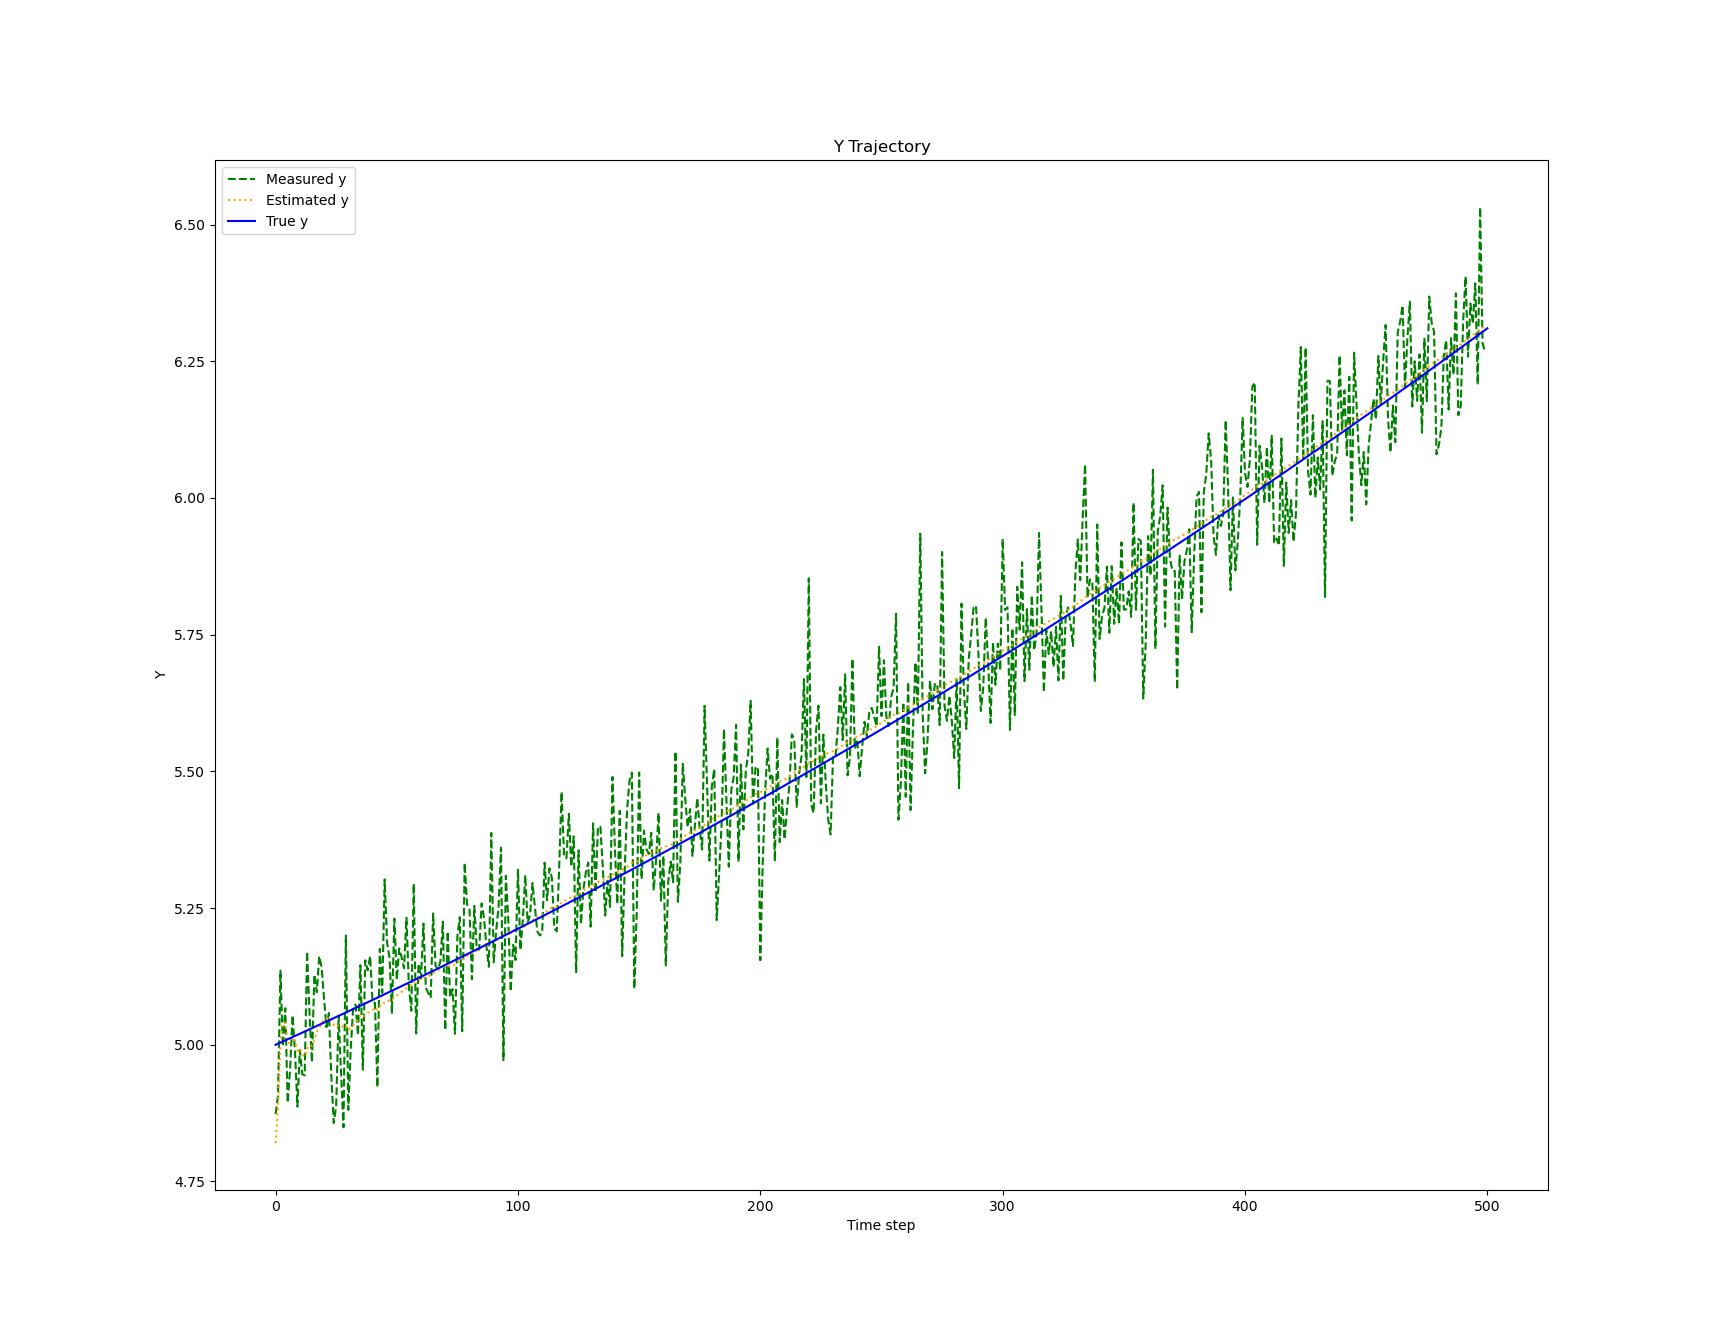 Y Trajectory
Measured y
Estimated y
True y
6.50
6.25
6.00
5.75
5.50
5.25
5.00
4.75
Y
0 100 200 300 400 500
Time step